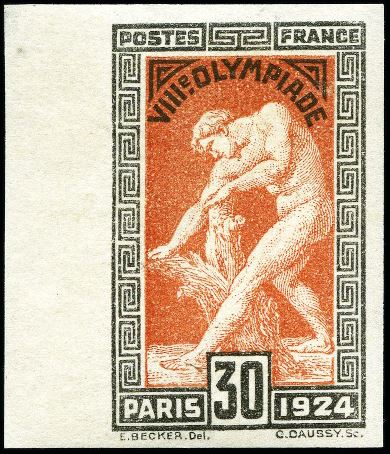 POSTES FRANCE
VIIIᵉ OLYMPIADE
PARIS 30 1924
E.BECKER.Del. G.DAUSSY.Sc.